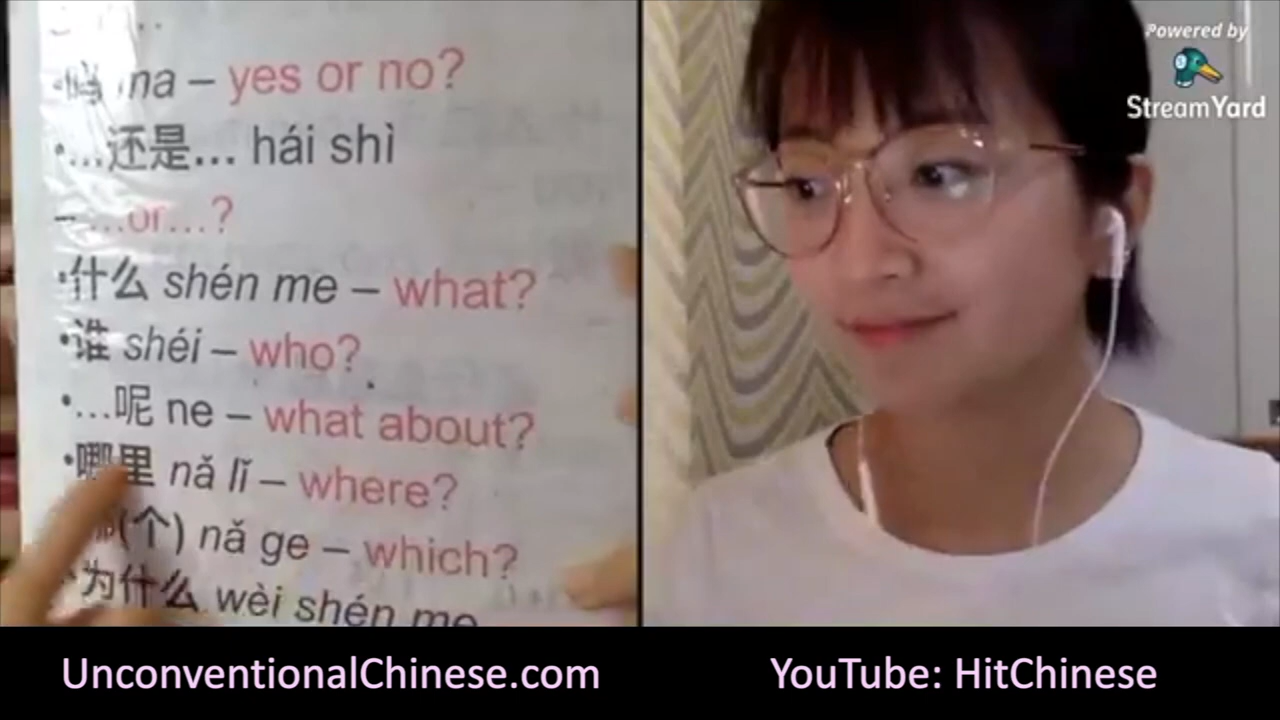 吗 ma – yes or no?
•...还是... hái shì
– ...or...?
•什么 shén me – what?
•谁 shéi – who?
•...呢 ne – what about?
•哪里 nǎ lǐ – where?
哪(个) nǎ ge – which?
•为什么 wèi shén me
Powered by
StreamYard
UnconventionalChinese.com
YouTube: HitChinese